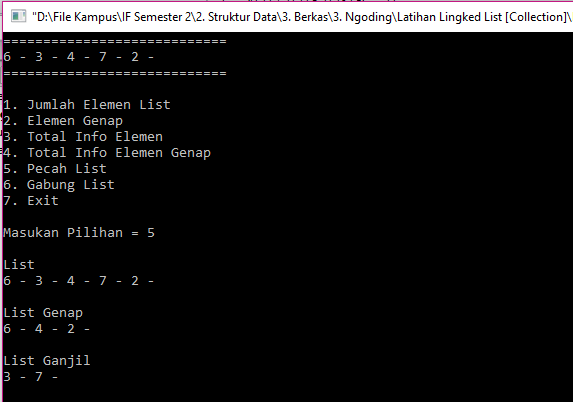 "D:\File Kampus\IF Semester 2\2. Struktur Data\3. Berkas\3. Ngoding\Latihan Lingked List [Collection]\
============================
6 - 3 - 4 - 7 - 2 -
============================
1. Jumlah Elemen List
2. Elemen Genap
3. Total Info Elemen
4. Total Info Elemen Genap
5. Pecah List
6. Gabung List
7. Exit
Masukan Pilihan = 5
List
6 - 3 - 4 - 7 - 2 -
List Genap
6 - 4 - 2 -
List Ganjil
3 - 7 -